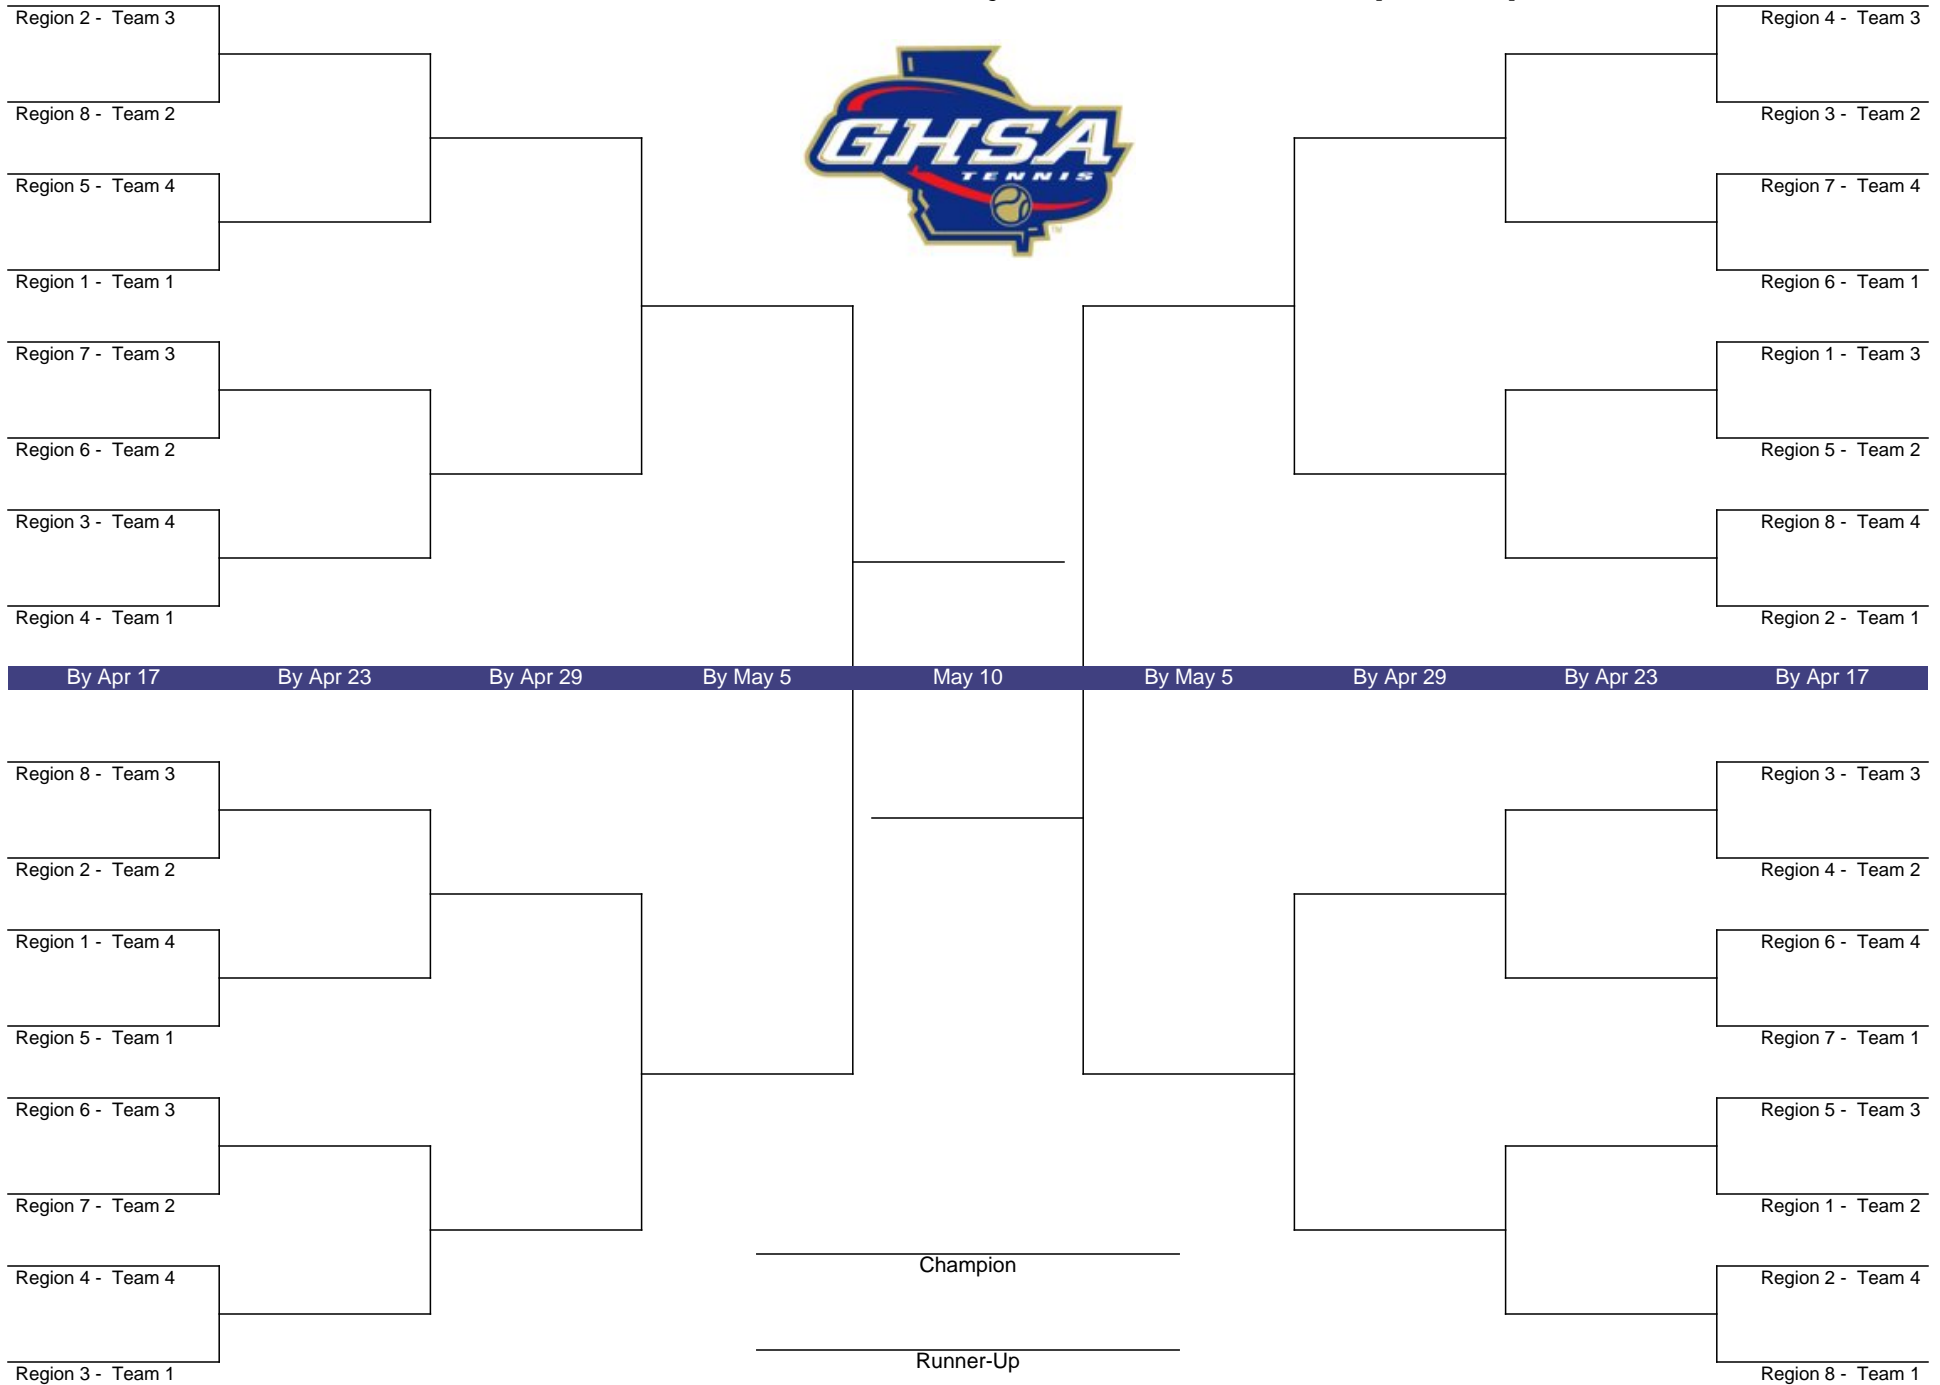 Region 2 - Team 3
Region 8 - Team 2
Region 5 - Team 4
Region 1 - Team 1
Region 7 - Team 3
Region 6 - Team 2
Region 3 - Team 4
Region 4 - Team 1
GHSA
TENNIS
TM
Region 4 - Team 3
Region 3 - Team 2
Region 7 - Team 4
Region 6 - Team 1
Region 1 - Team 3
Region 5 - Team 2
Region 8 - Team 4
Region 2 - Team 1
By Apr 17 By Apr 23 By Apr 29 By May 5 May 10 By May 5 By Apr 29 By Apr 23 By Apr 17
Region 8 - Team 3
Region 2 - Team 2
Region 1 - Team 4
Region 5 - Team 1
Region 6 - Team 3
Region 7 - Team 2
Region 4 - Team 4
Region 3 - Team 1
Champion
Runner-Up
Region 3 - Team 3
Region 4 - Team 2
Region 6 - Team 4
Region 7 - Team 1
Region 5 - Team 3
Region 1 - Team 2
Region 2 - Team 4
Region 8 - Team 1